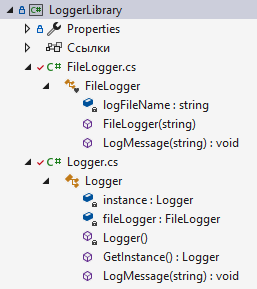 C# LoggerLibrary
Properties
Ссылки
C# FileLogger.cs
FileLogger
logFileName : string
FileLogger(string)
LogMessage(string) : void
C# Logger.cs
Logger
instance : Logger
fileLogger : FileLogger
Logger()
GetInstance() : Logger
LogMessage(string) : void